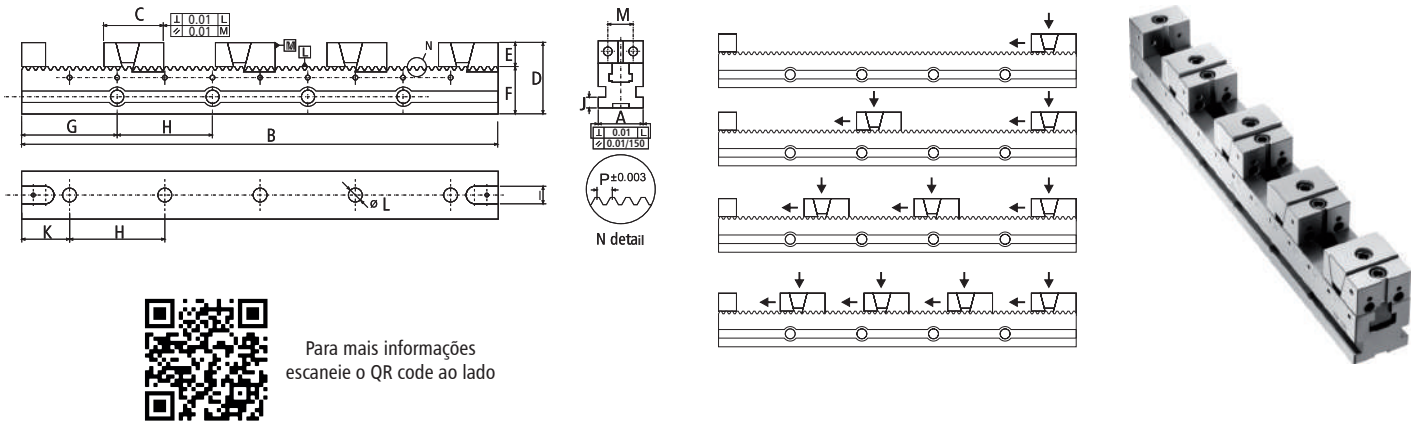 C
⊥ 0.01 L
⫽ 0.01 M
M
L
N
E
D
F
G
H
B
M
J
A
⊥ 0.01 L
⫽ 0.01/150
P±0.003
N detail
K
H
ø L
I
Para mais informações
escaneie o QR code ao lado